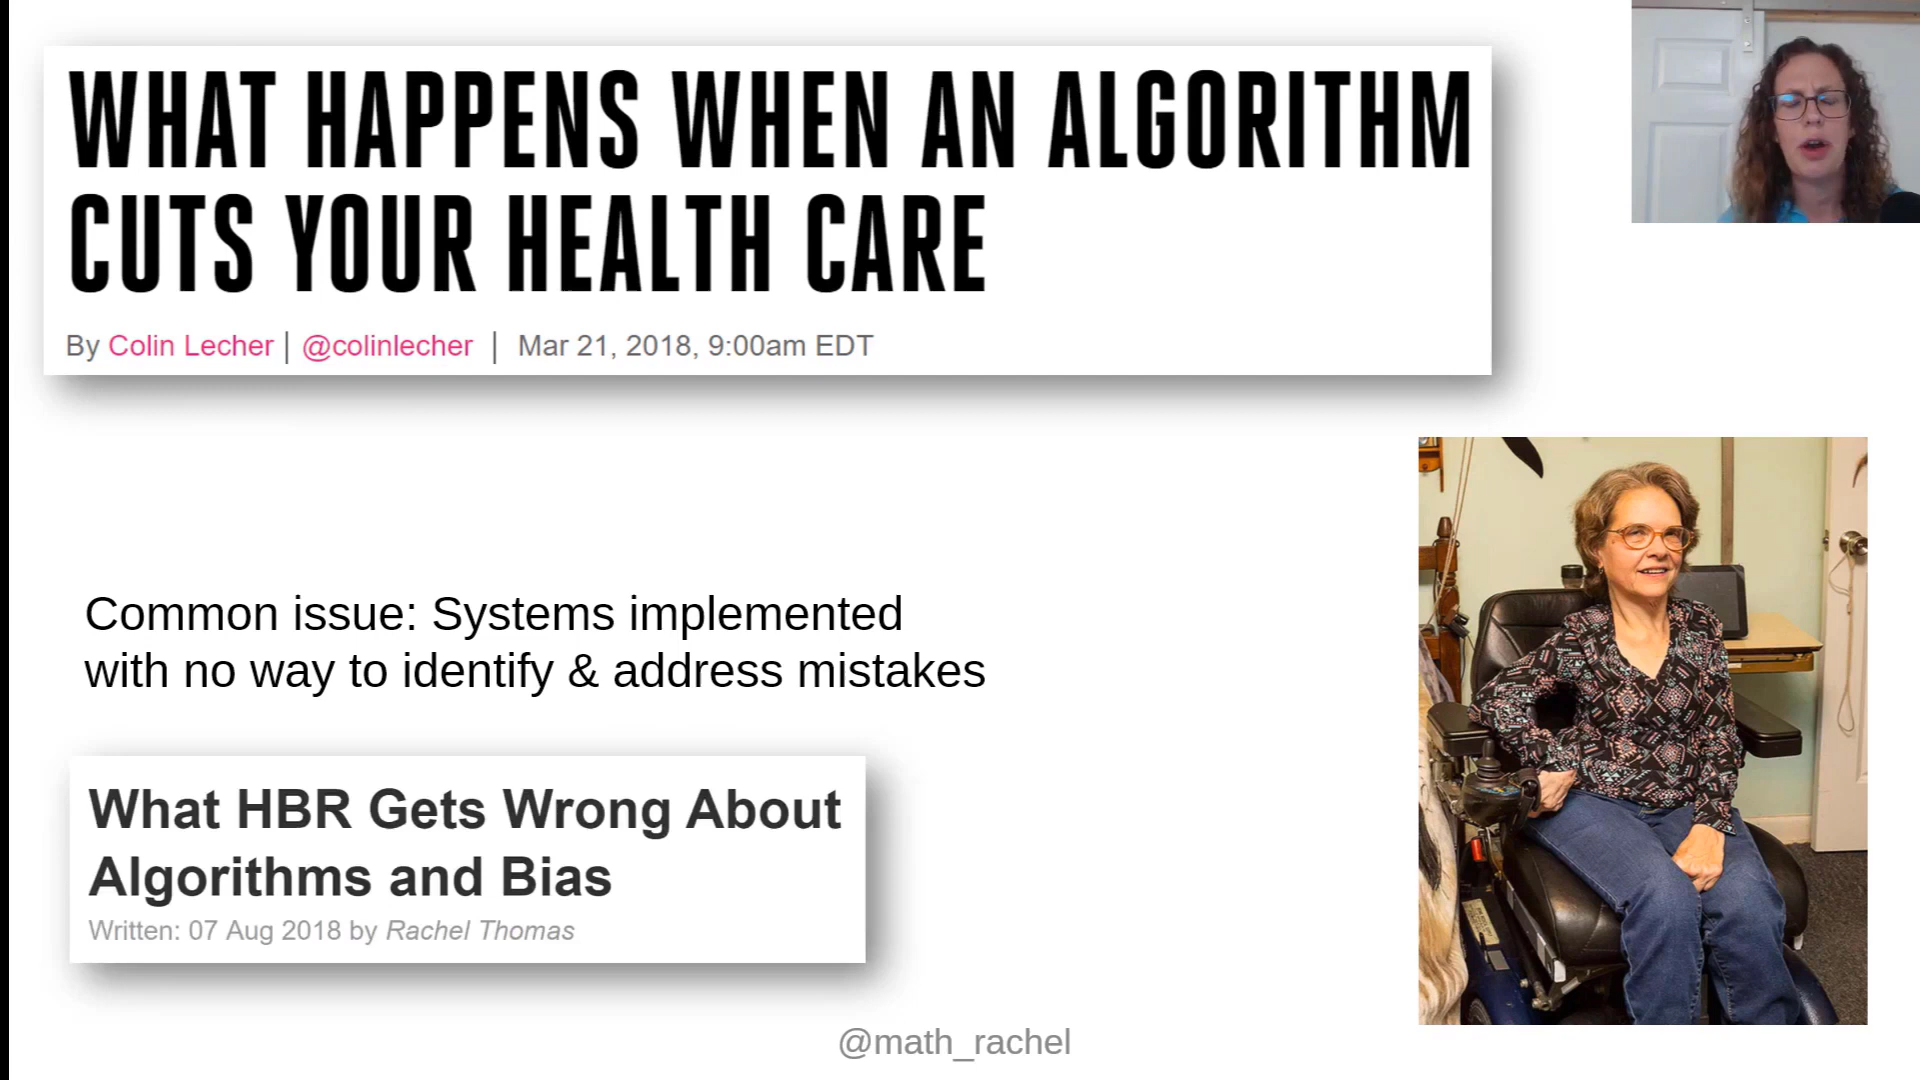 WHAT HAPPENS WHEN AN ALGORITHM
CUTS YOUR HEALTH CARE
By Colin Lecher | @colinlecher | Mar 21, 2018, 9:00am EDT
Common issue: Systems implemented
with no way to identify & address mistakes
What HBR Gets Wrong About
Algorithms and Bias
Written: 07 Aug 2018 by Rachel Thomas
@math_rachel